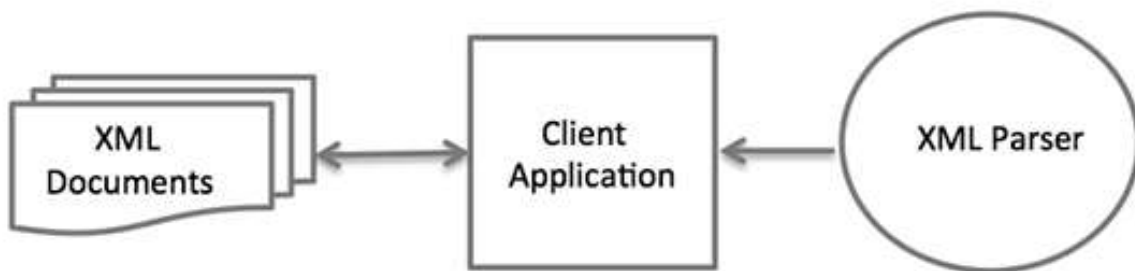 XML
Documents
Client
Application
XML Parser